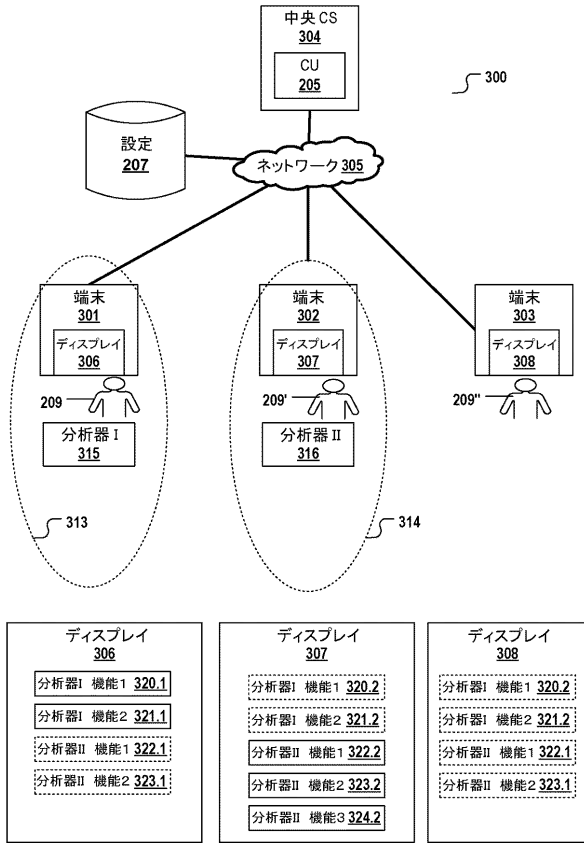 中央CS
304
CU
205
300
設定
207
ネットワーク 305
端末
301
ディスプレイ
306
端末
302
ディスプレイ
307
端末
303
ディスプレイ
308
209
209'
209"
分析器Ⅰ
315
分析器Ⅱ
316
313
314
ディスプレイ
306
分析器Ⅰ 機能1 320.1
分析器Ⅰ 機能2 321.1
分析器Ⅱ 機能1 322.1
分析器Ⅱ 機能2 323.1
ディスプレイ
307
分析器Ⅰ 機能1 320.2
分析器Ⅰ 機能2 321.2
分析器Ⅱ 機能1 322.2
分析器Ⅱ 機能2 323.2
分析器Ⅱ 機能3 324.2
ディスプレイ
308
分析器Ⅰ 機能1 320.2
分析器Ⅰ 機能2 321.2
分析器Ⅱ 機能1 322.1
分析器Ⅱ 機能2 323.1